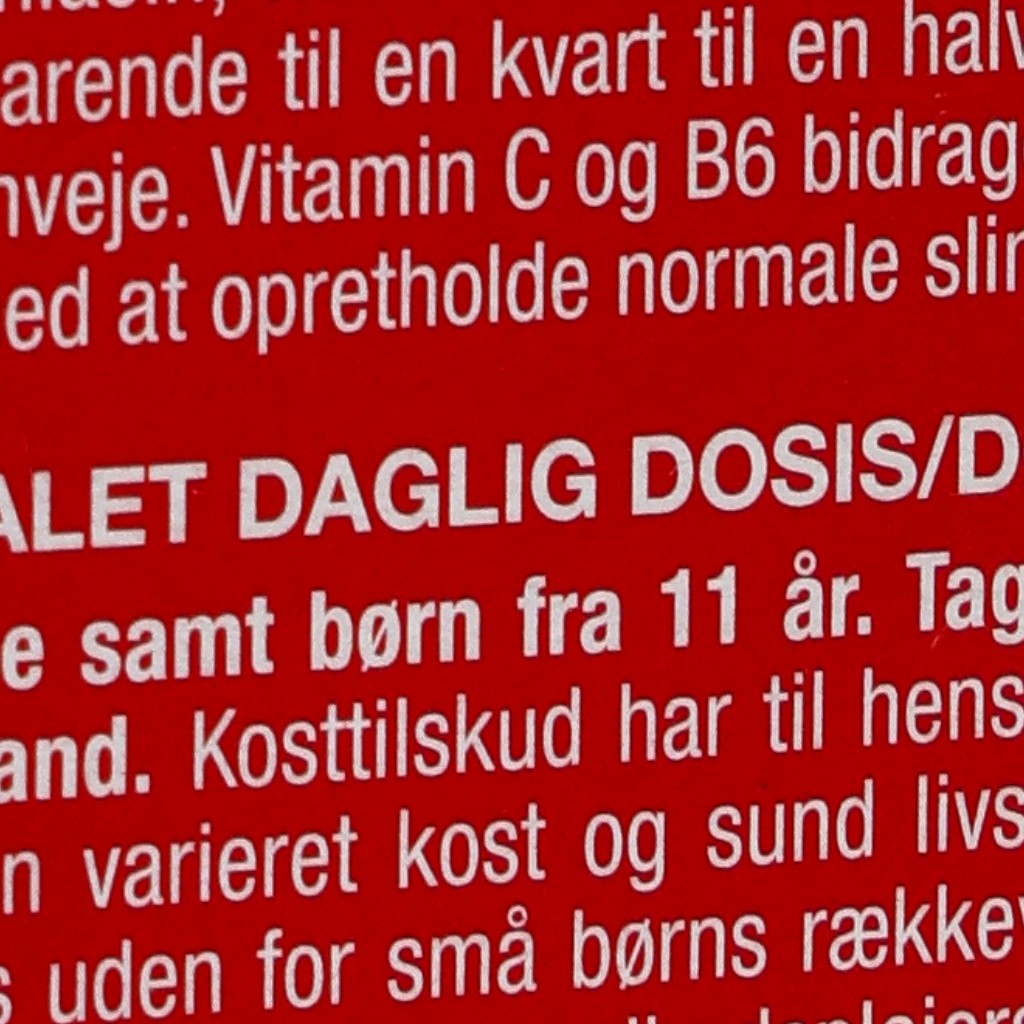 arende til en kvart til en halv
nveje. Vitamin C og B6 bidrag
ed at opretholde normale slim
ALET DAGLIG DOSIS/D
e samt børn fra 11 år. Tag
and. Kosttilskud har til hens
n varieret kost og sund livs
s uden for små børns rækkev